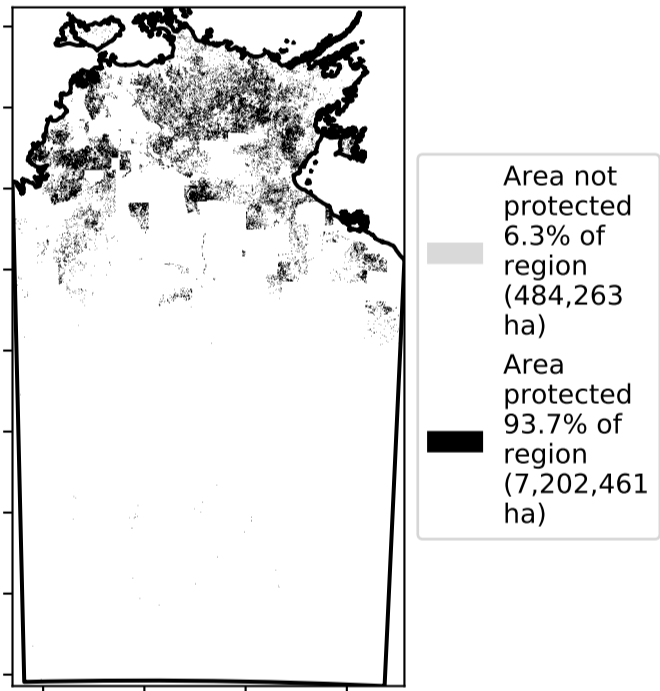 Area not
protected
6.3% of
region
(484,263
ha)
Area
protected
93.7% of
region
(7,202,461
ha)